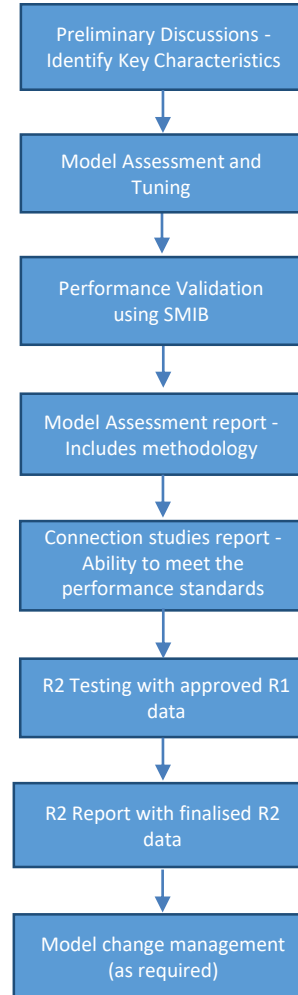 Preliminary Discussions -
Identify Key Characteristics
Model Assessment and
Tuning
Performance Validation
using SMIB
Model Assessment report -
Includes methodology
Connection studies report -
Ability to meet the
performance standards
R2 Testing with approved R1
data
R2 Report with finalised R2
data
Model change management
(as required)